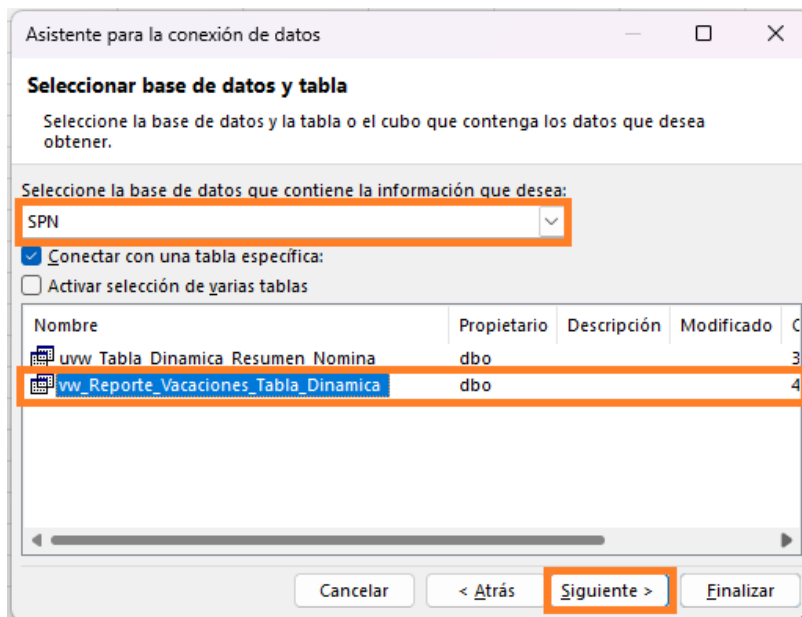 Asistente para la conexión de datos
Seleccionar base de datos y tabla
Seleccione la base de datos y la tabla o el cubo que contenga los datos que desea
obtener.
Seleccione la base de datos que contiene la información que desea:
SPN
Conectar con una tabla específica:
Activar selección de varias tablas
Nombre Propietario Descripción Modificado C
uvw_Tabla_Dinamica_Resumen_Nomina dbo 3
vw_Reporte_Vacaciones_Tabla_Dinamica dbo 4
Cancelar < Atrás Siguiente > Finalizar